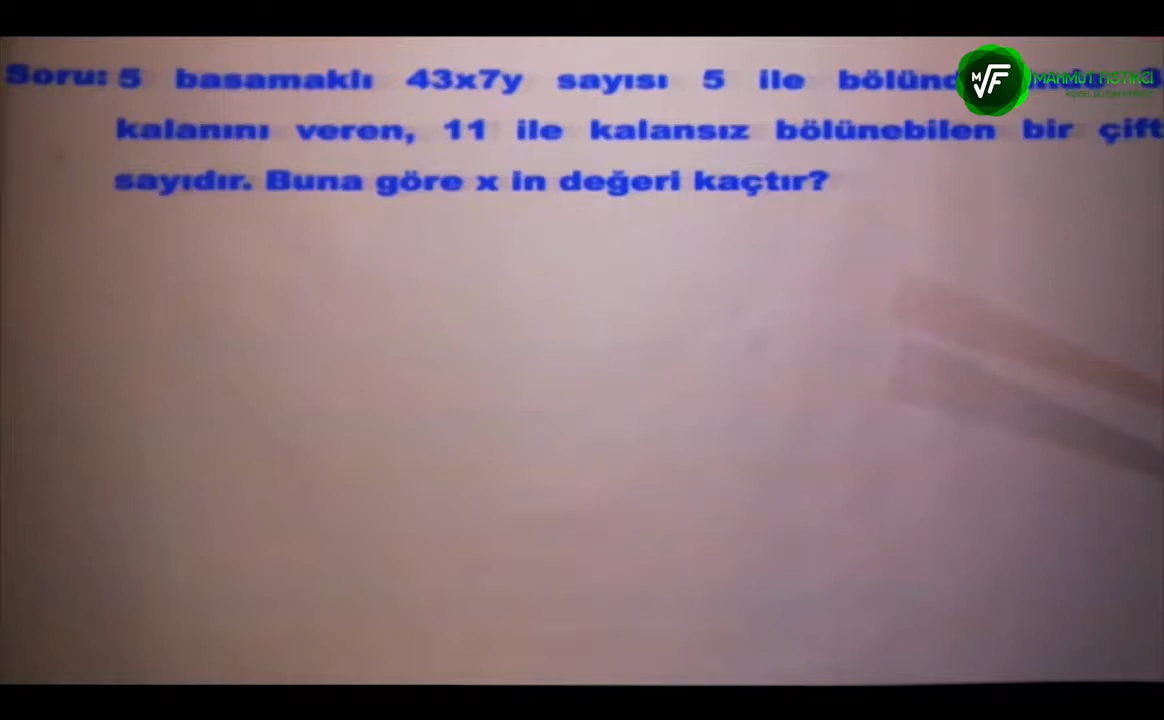 Soru: 5 basamaklı 43x7y sayısı 5 ile
kalanını veren, 11 ile kalansız bölünebilen bir çift
sayıdır. Buna göre x in değeri kaçtır?